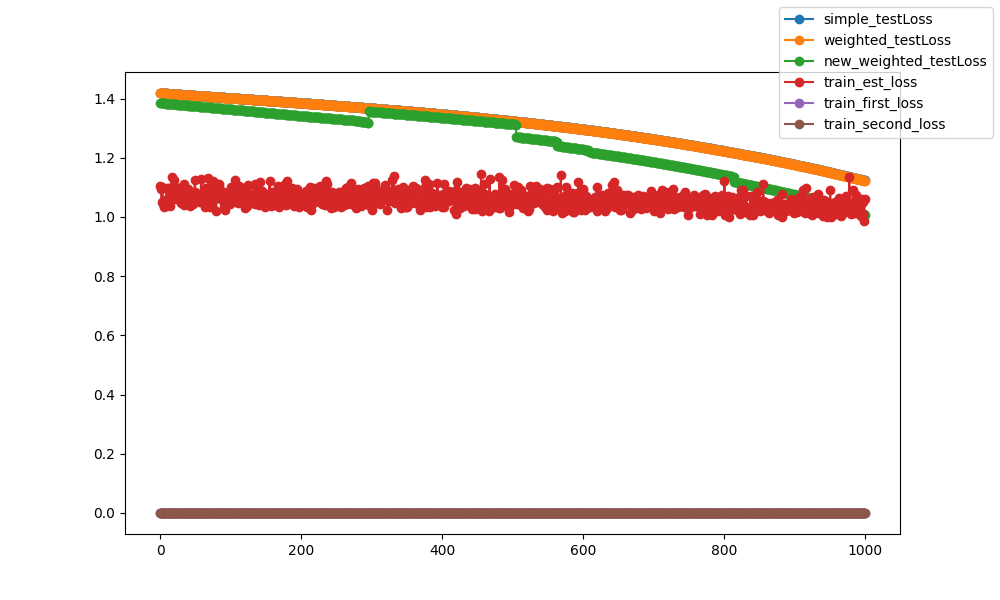 simple_testLoss
weighted_testLoss
new_weighted_testLoss
train_est_loss
train_first_loss
train_second_loss
1.4
1.2
1.0
0.8
0.6
0.4
0.2
0.0
0 200 400 600 800 1000